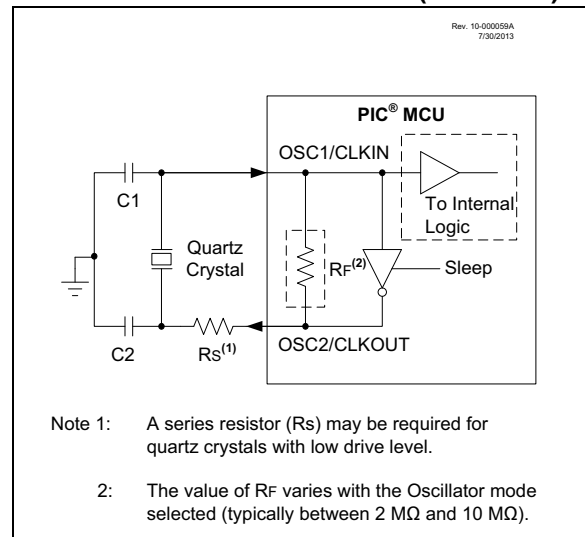 Rev. 10-000059A
7/30/2013
PIC® MCU
OSC1/CLKIN
C1
To Internal
Logic
Quartz
Crystal
RF(2)
Sleep
C2
RS(1)
OSC2/CLKOUT
Note 1: A series resistor (Rs) may be required for
quartz crystals with low drive level.
2: The value of RF varies with the Oscillator mode
selected (typically between 2 MΩ and 10 MΩ).